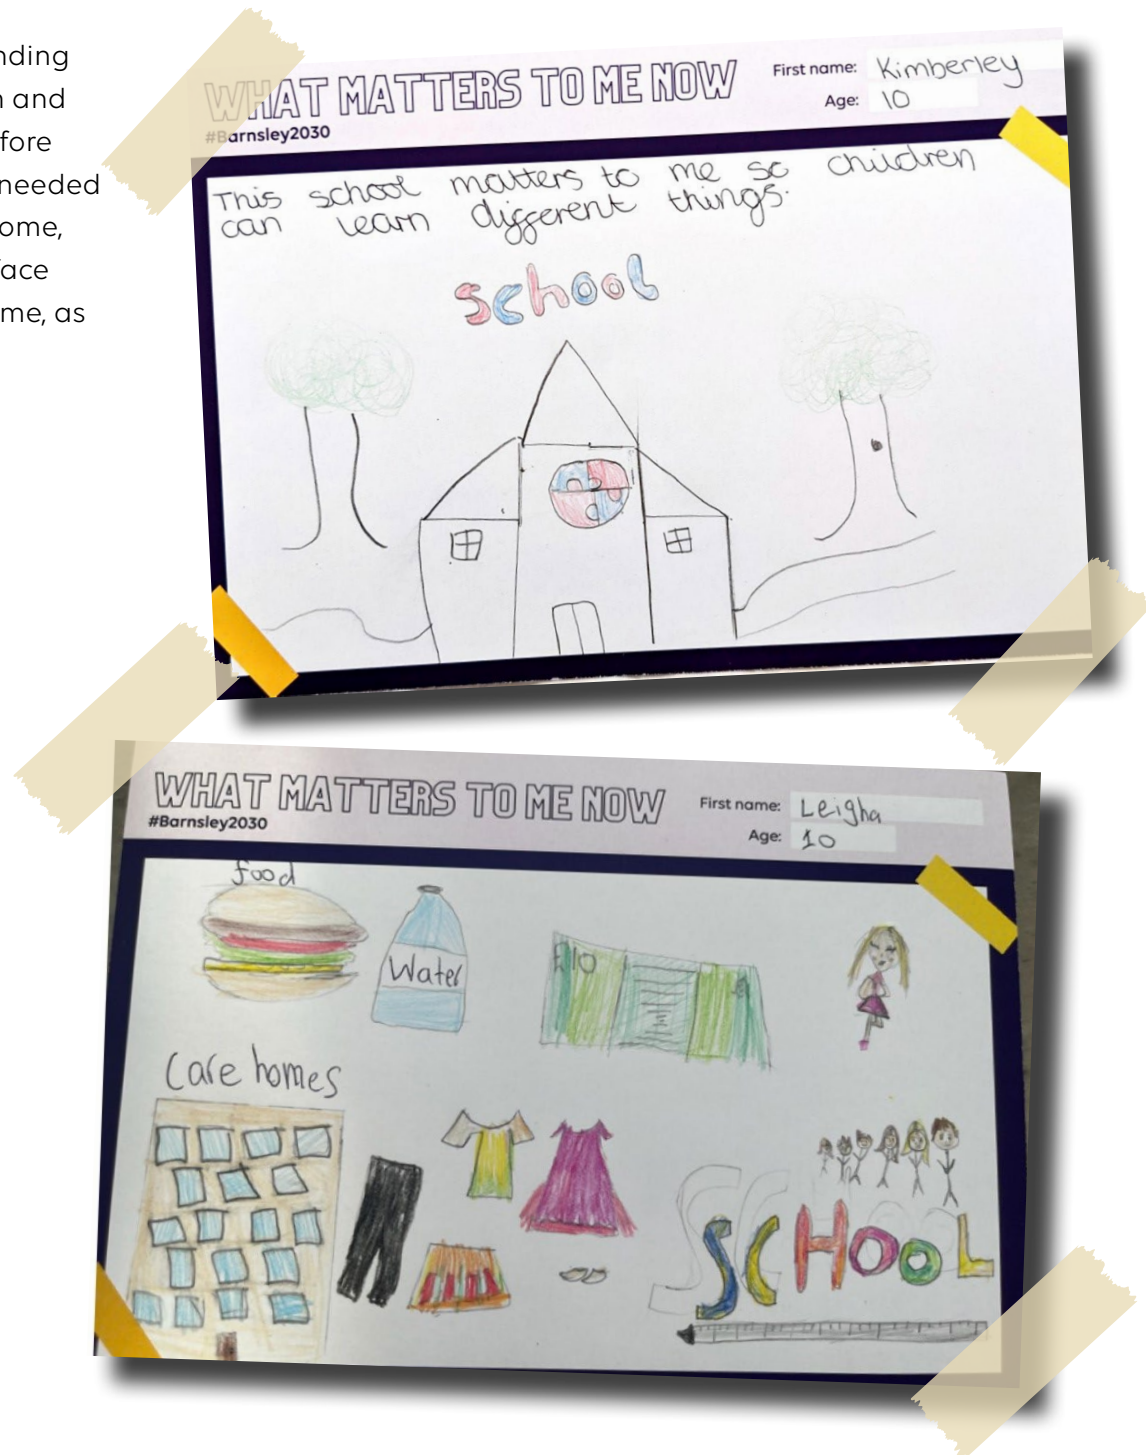 nding
n and
fore
needed
ome,
face
me, as
WHAT MATTERS TO ME NOW
#Barnsley2030
First name: Kimberley
Age: 10
This school matters to me so children
can learn different things.
school
WHAT MATTERS TO ME NOW
#Barnsley2030
First name: Leigha
Age: 10
food
Water
£10
Care homes
SCHOOL